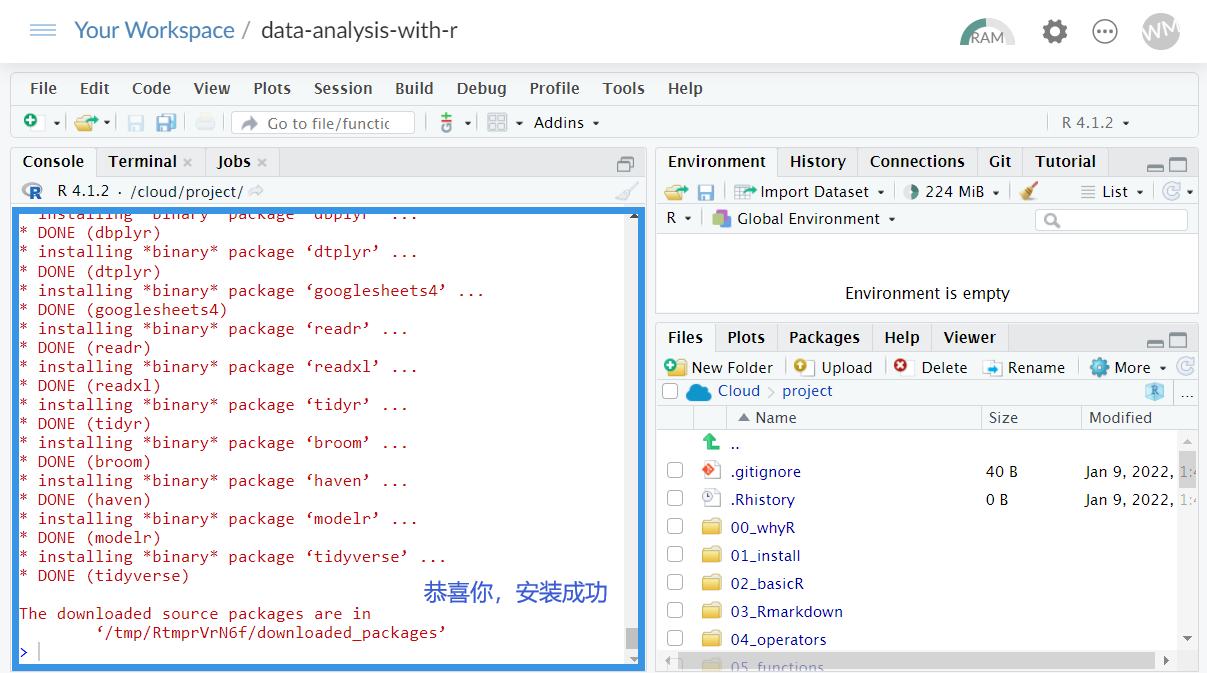 Your Workspace / data-analysis-with-r
RAM
WM
File Edit Code View Plots Session Build Debug Profile Tools Help
Go to file/functic
Addins
R 4.1.2
Console Terminal Jobs
R 4.1.2 · /cloud/project/
* installing *binary* package ‘dbplyr’ ...
* DONE (dbplyr)
* installing *binary* package ‘dtplyr’ ...
* DONE (dtplyr)
* installing *binary* package ‘googlesheets4’ ...
* DONE (googlesheets4)
* installing *binary* package ‘readr’ ...
* DONE (readr)
* installing *binary* package ‘readxl’ ...
* DONE (readxl)
* installing *binary* package ‘tidyr’ ...
* DONE (tidyr)
* installing *binary* package ‘broom’ ...
* DONE (broom)
* installing *binary* package ‘haven’ ...
* DONE (haven)
* installing *binary* package ‘modelr’ ...
* DONE (modelr)
* installing *binary* package ‘tidyverse’ ...
* DONE (tidyverse)
恭喜你，安装成功
The downloaded source packages are in
‘/tmp/RtmprVrN6f/downloaded_packages’
>
Environment History Connections Git Tutorial
Import Dataset 224 MiB List
R Global Environment
Environment is empty
Files Plots Packages Help Viewer
New Folder Upload Delete Rename More
Cloud project R ...
Name Size Modified
..
.gitignore 40 B Jan 9, 2022, 1:4
.Rhistory 0 B Jan 9, 2022, 1:4
00_whyR
01_install
02_basicR
03_Rmarkdown
04_operators
05_functions